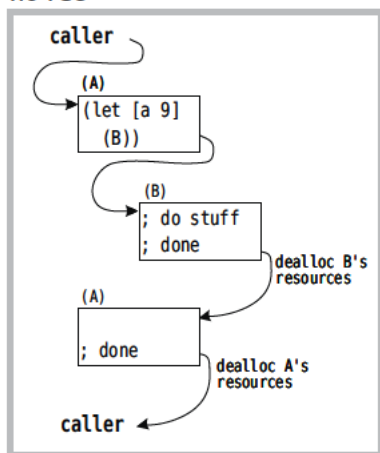 caller
(A)
(let [a 9]
(B))
(B)
; do stuff
; done
dealloc B's
resources
(A)
; done
dealloc A's
resources
caller